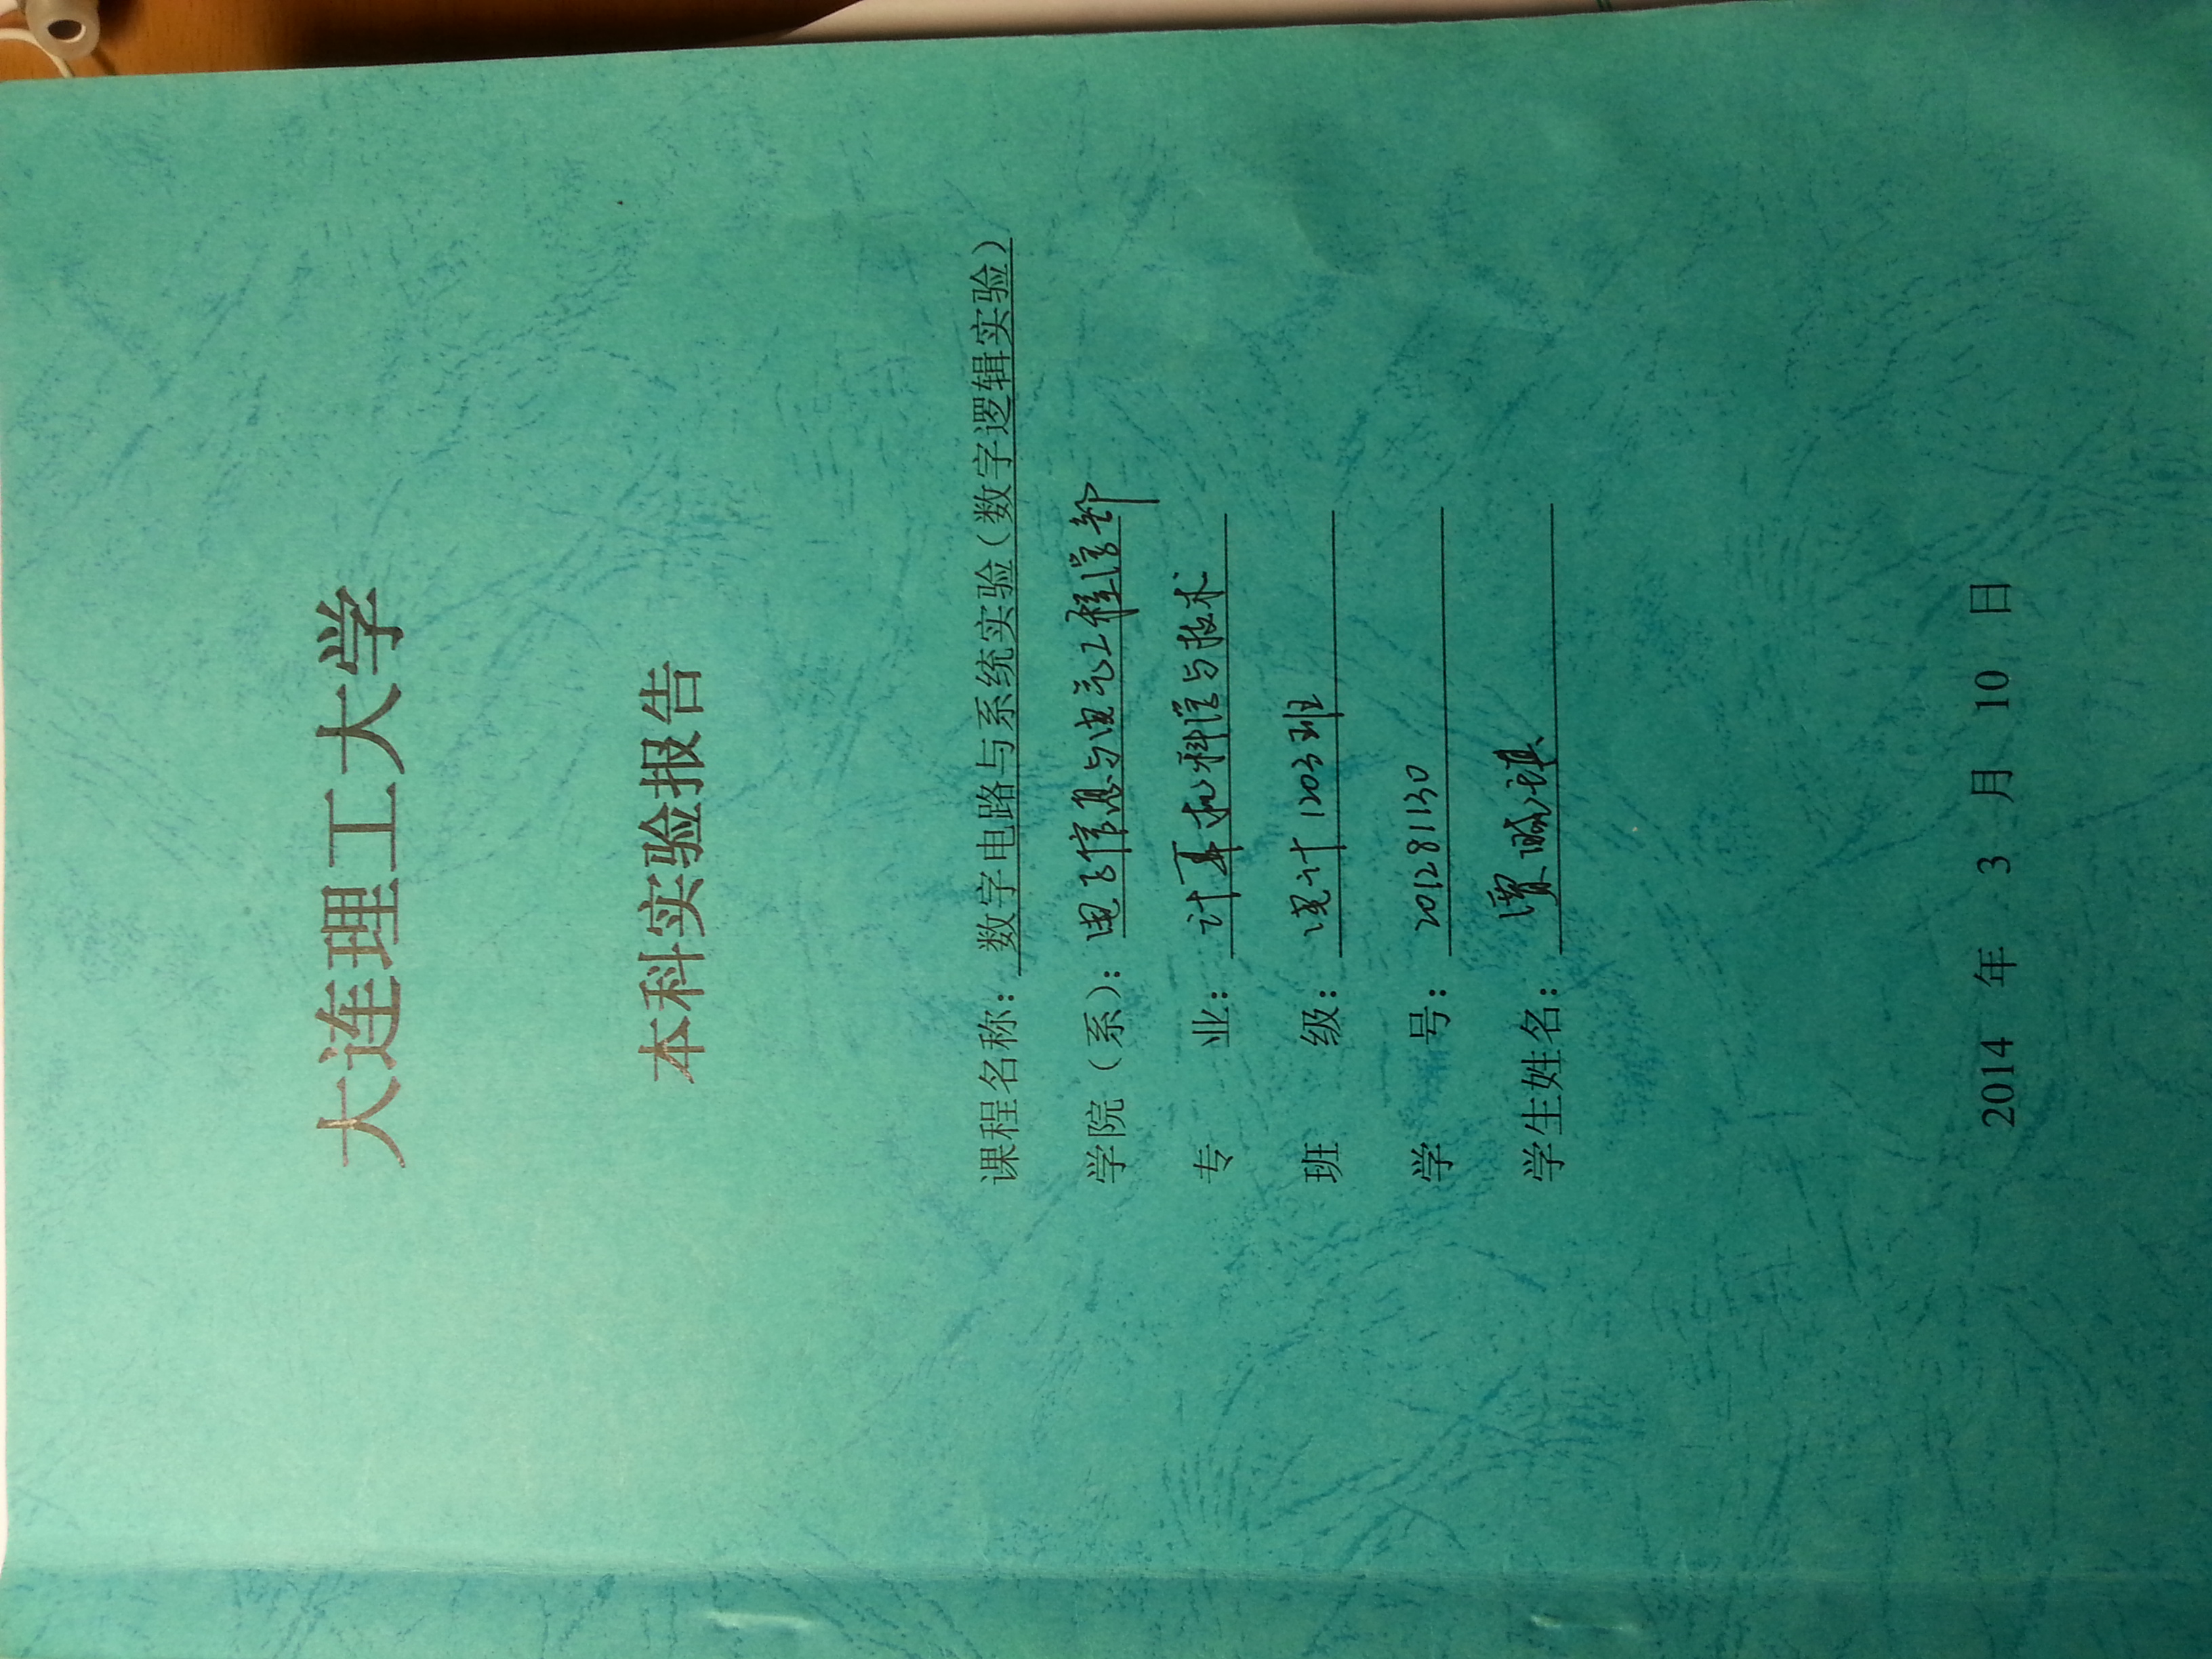 大连理工大学
本科实验报告
课程名称： 数字电路与系统实验（数字逻辑实验）
学院（系）： 电子信息与电气工程学部
专 业： 计算机科学与技术
班 级： 电计1203班
学 号： 201281130
学生姓名： 贾 琪
2014 年 3 月 10 日